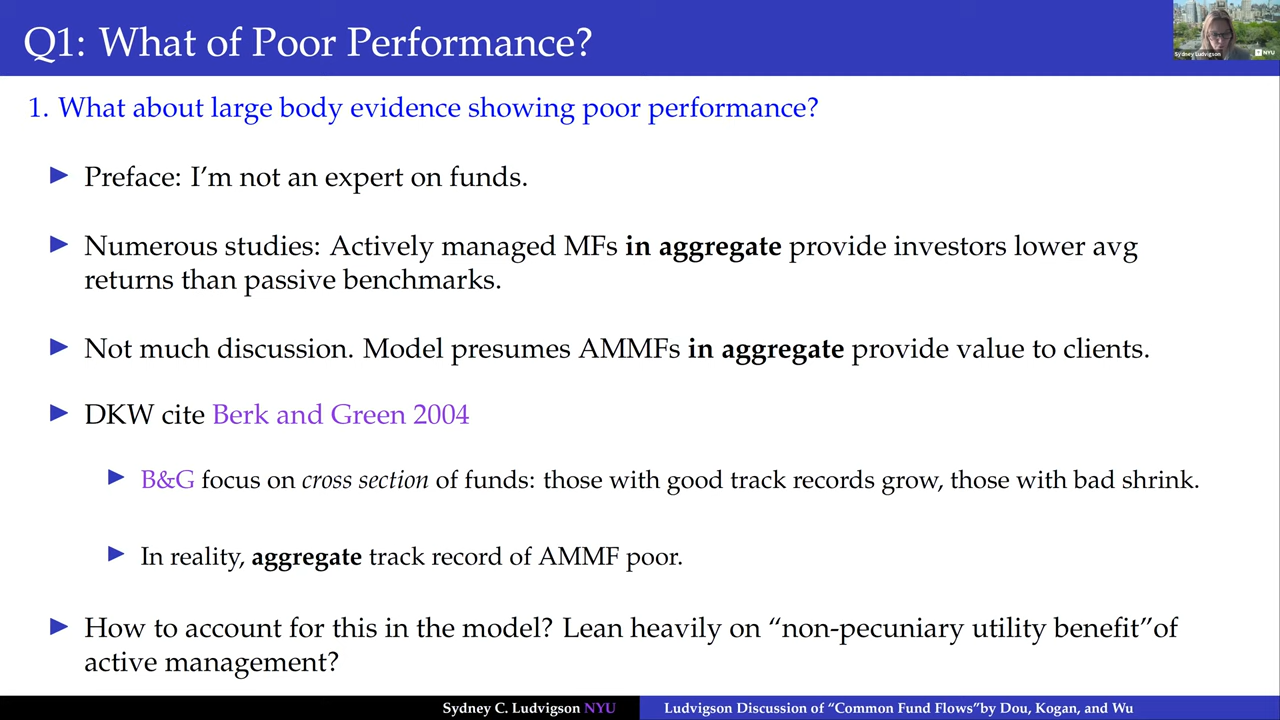 Q1: What of Poor Performance?
Sydney Ludvigson
NYU
1. What about large body evidence showing poor performance?
▶ Preface: I'm not an expert on funds.
▶ Numerous studies: Actively managed MFs in aggregate provide investors lower avg
returns than passive benchmarks.
▶ Not much discussion. Model presumes AMMFs in aggregate provide value to clients.
▶ DKW cite Berk and Green 2004
▶ B&G focus on cross section of funds: those with good track records grow, those with bad shrink.
▶ In reality, aggregate track record of AMMF poor.
▶ How to account for this in the model? Lean heavily on “non-pecuniary utility benefit”of
active management?
Sydney C. Ludvigson NYU
Ludvigson Discussion of “Common Fund Flows”by Dou, Kogan, and Wu